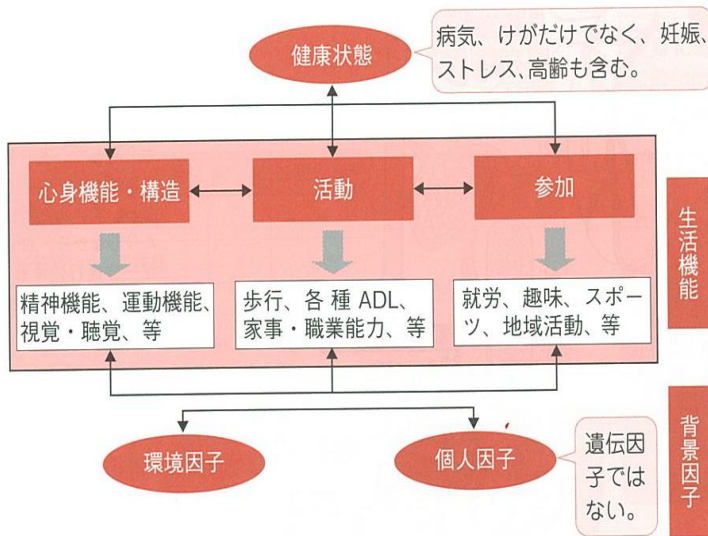 健康状態
病気、けがだけでなく、妊娠、
ストレス、高齢も含む。
心身機能・構造
活動
参加
生活機能
精神機能、運動機能、
視覚・聴覚、等
歩行、各種 ADL、
家事・職業能力、等
就労、趣味、スポー
ツ、地域活動、等
環境因子
個人因子
遺伝因
子では
ない。
背景因子